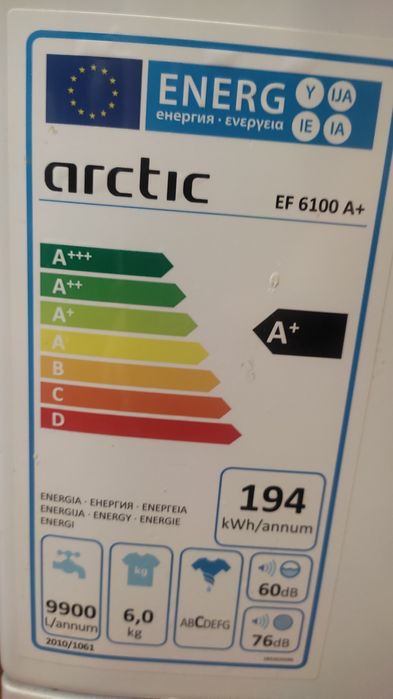 ENERG Y IJA
енергия · ενεργεια IE IA
arctic
EF 6100 A+
A+++
A++
A+
A
B
C
D
A+
ENERGIA · ЕНЕРГИЯ · ΕΝΕΡΓΕΙΑ
ENERGIJA · ENERGY · ENERGIE
ENERGI
194
kWh/annum
9900
L/annum
kg
6,0
kg
ABCDEFG
60dB
76dB
2010/1061